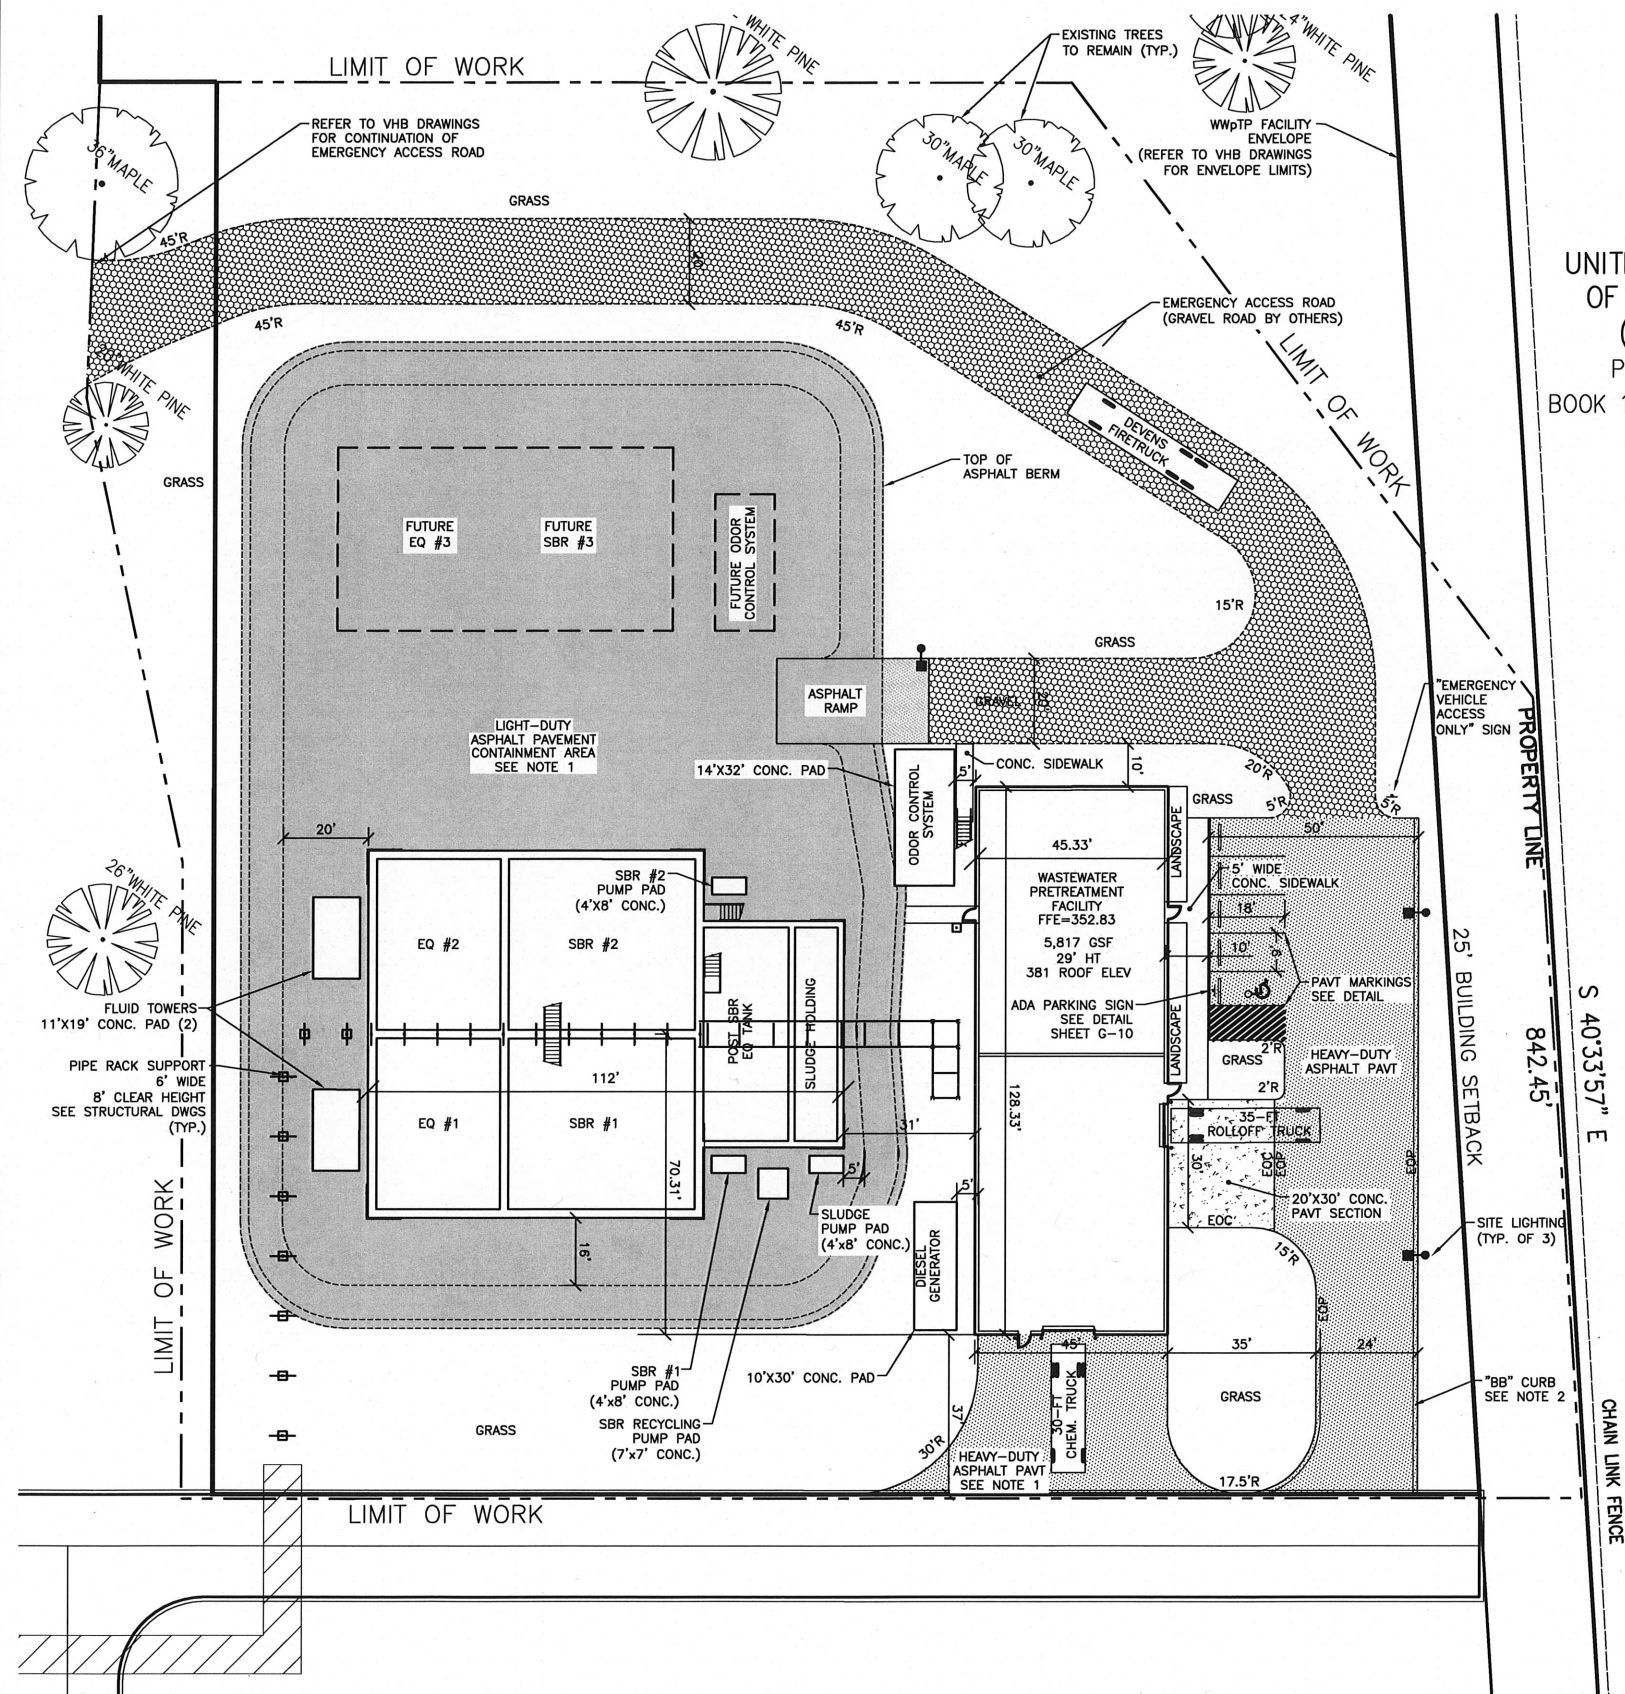 WHITE PINE
4"WHITE PINE
EXISTING TREES
TO REMAIN (TYP.)
LIMIT OF WORK
REFER TO VHB DRAWINGS
FOR CONTINUATION OF
EMERGENCY ACCESS ROAD
WWpTP FACILITY
ENVELOPE
(REFER TO VHB DRAWINGS
FOR ENVELOPE LIMITS)
36"MAPLE
30"MAPLE
30"MAPLE
GRASS
45'R
20'
UNIT
OF
(
P
BOOK
45'R
45'R
EMERGENCY ACCESS ROAD
(GRAVEL ROAD BY OTHERS)
LIMIT OF WORK
20"WHITE PINE
DEVENS
FIRETRUCK
LIMIT OF WORK
GRASS
TOP OF
ASPHALT BERM
FUTURE
EQ #3
FUTURE
SBR #3
FUTURE ODOR
CONTROL SYSTEM
15'R
GRASS
ASPHALT
RAMP
GRAVEL
20'
"EMERGENCY
VEHICLE
ACCESS
ONLY" SIGN
PROPERTY LINE
LIGHT-DUTY
ASPHALT PAVEMENT
CONTAINMENT AREA
SEE NOTE 1
14'X32' CONC. PAD
5'
CONC. SIDEWALK
10'
20'R
5'R
5'R
GRASS
ODOR CONTROL
SYSTEM
LANDSCAPE
50'
20'
45.33'
WASTEWATER
PRETREATMENT
FACILITY
FFE=352.83
5,817 GSF
29' HT
381 ROOF ELEV
5' WIDE
CONC. SIDEWALK
18'
10'
9'
SBR #2
PUMP PAD
(4'X8' CONC.)
26"WHITE PINE
EQ #2
SBR #2
POST SBR
EQ TANK
SLUDGE HOLDING
ADA PARKING SIGN
SEE DETAIL
SHEET G-10
PAVT MARKINGS
SEE DETAIL
25' BUILDING SETBACK
S 40°33'57" E
842.45'
FLUID TOWERS
11'X19' CONC. PAD (2)
PIPE RACK SUPPORT
6' WIDE
8' CLEAR HEIGHT
SEE STRUCTURAL DWGS
(TYP.)
LANDSCAPE
GRASS
2'R
2'R
HEAVY-DUTY
ASPHALT PAVT
112'
128.33'
EQ #1
SBR #1
31'
35-FT
ROLLOFF TRUCK
70.31'
5'
30'
EOC
EOP
EOP
20'X30' CONC.
PAVT SECTION
LIMIT OF WORK
16'
SLUDGE
PUMP PAD
(4'x8' CONC.)
5'
DIESEL
GENERATOR
EOC
15'R
EOP
SITE LIGHTING
(TYP. OF 3)
45'
35'
24'
SBR #1
PUMP PAD
(4'x8' CONC.)
10'X30' CONC. PAD
SBR RECYCLING
PUMP PAD
(7'x7' CONC.)
GRASS
37'
30'R
30-FT
CHEM. TRUCK
GRASS
"BB" CURB
SEE NOTE 2
HEAVY-DUTY
ASPHALT PAVT
SEE NOTE 1
17.5'R
CHAIN LINK FENCE
LIMIT OF WORK